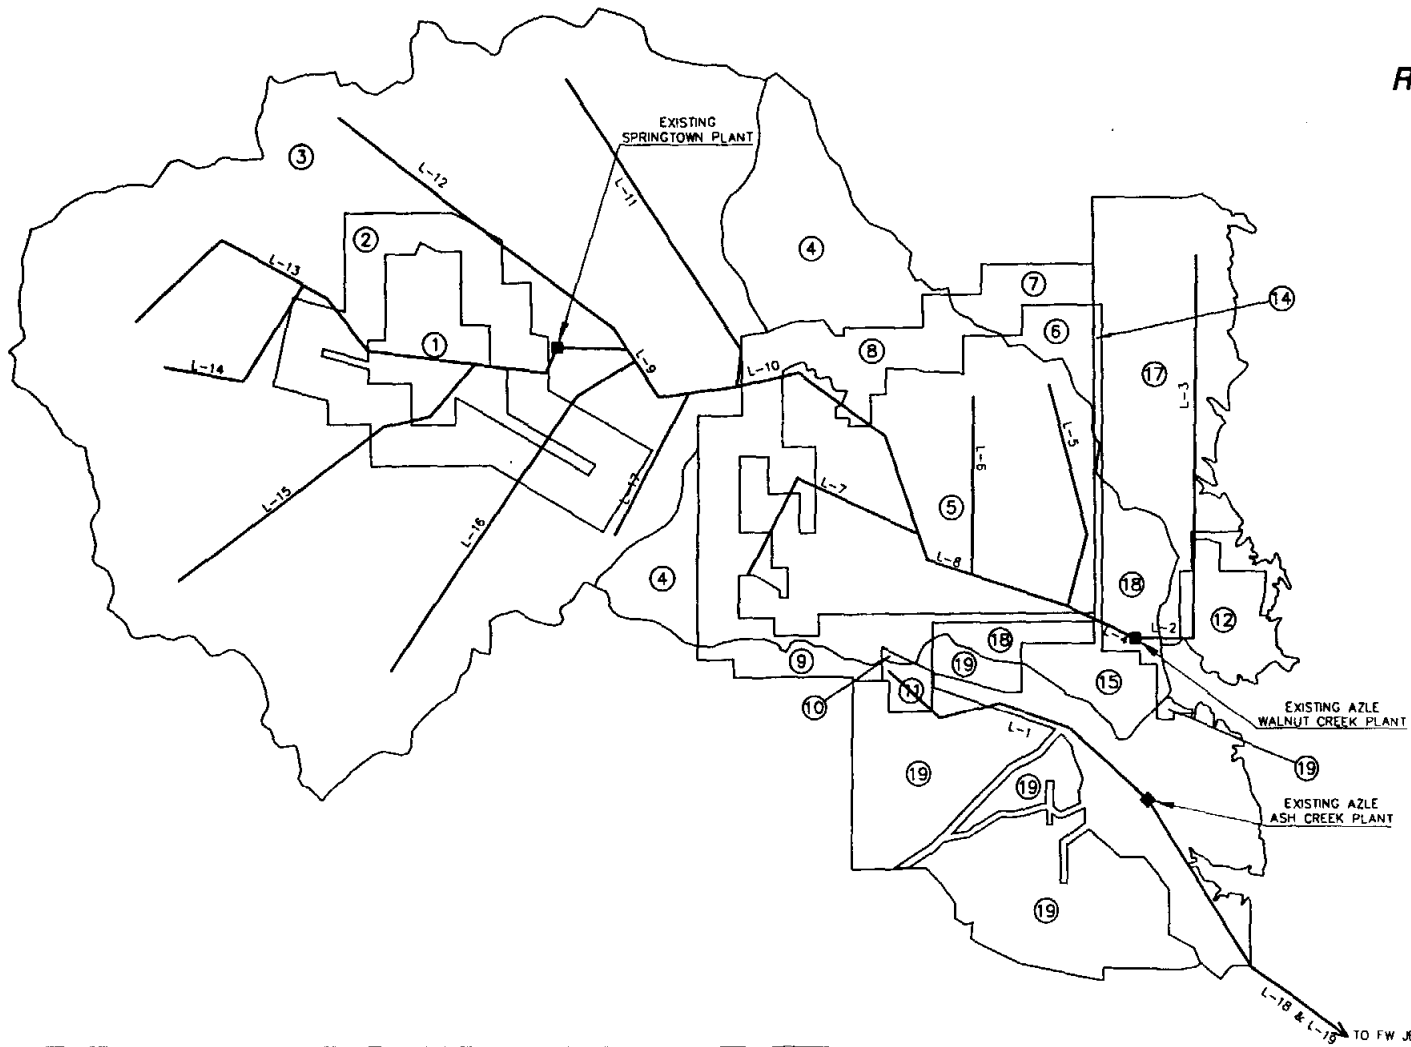 R
EXISTING
SPRINGTOWN PLANT
3
L-12
L-11
2
4
L-13
7
14
6
1
8
L-9
L-10
17
L-3
L-14
L-5
L-6
L-7
L-17
L-15
5
L-16
L-8
4
18
12
L-2
18
9
19
15
11
10
EXISTING AZLE
WALNUT CREEK PLANT
L-1
19
19
19
EXISTING AZLE
ASH CREEK PLANT
19
L-18 & L-19
TO FW J